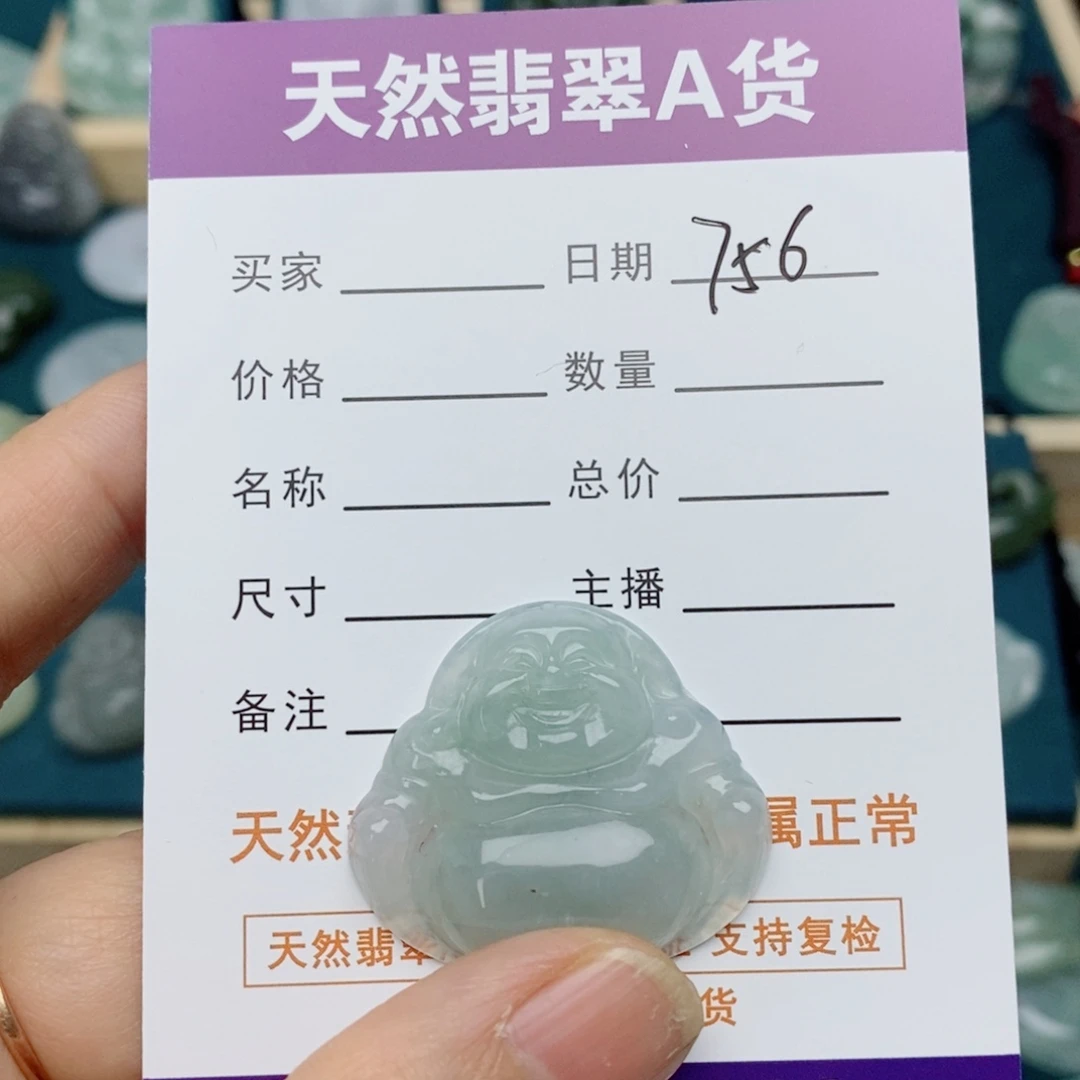 天然翡翠A货
买家 日期 756
价格 数量
名称 总价
尺寸 主播
备注
天然 属正常
天然翡翠 支持复检
货